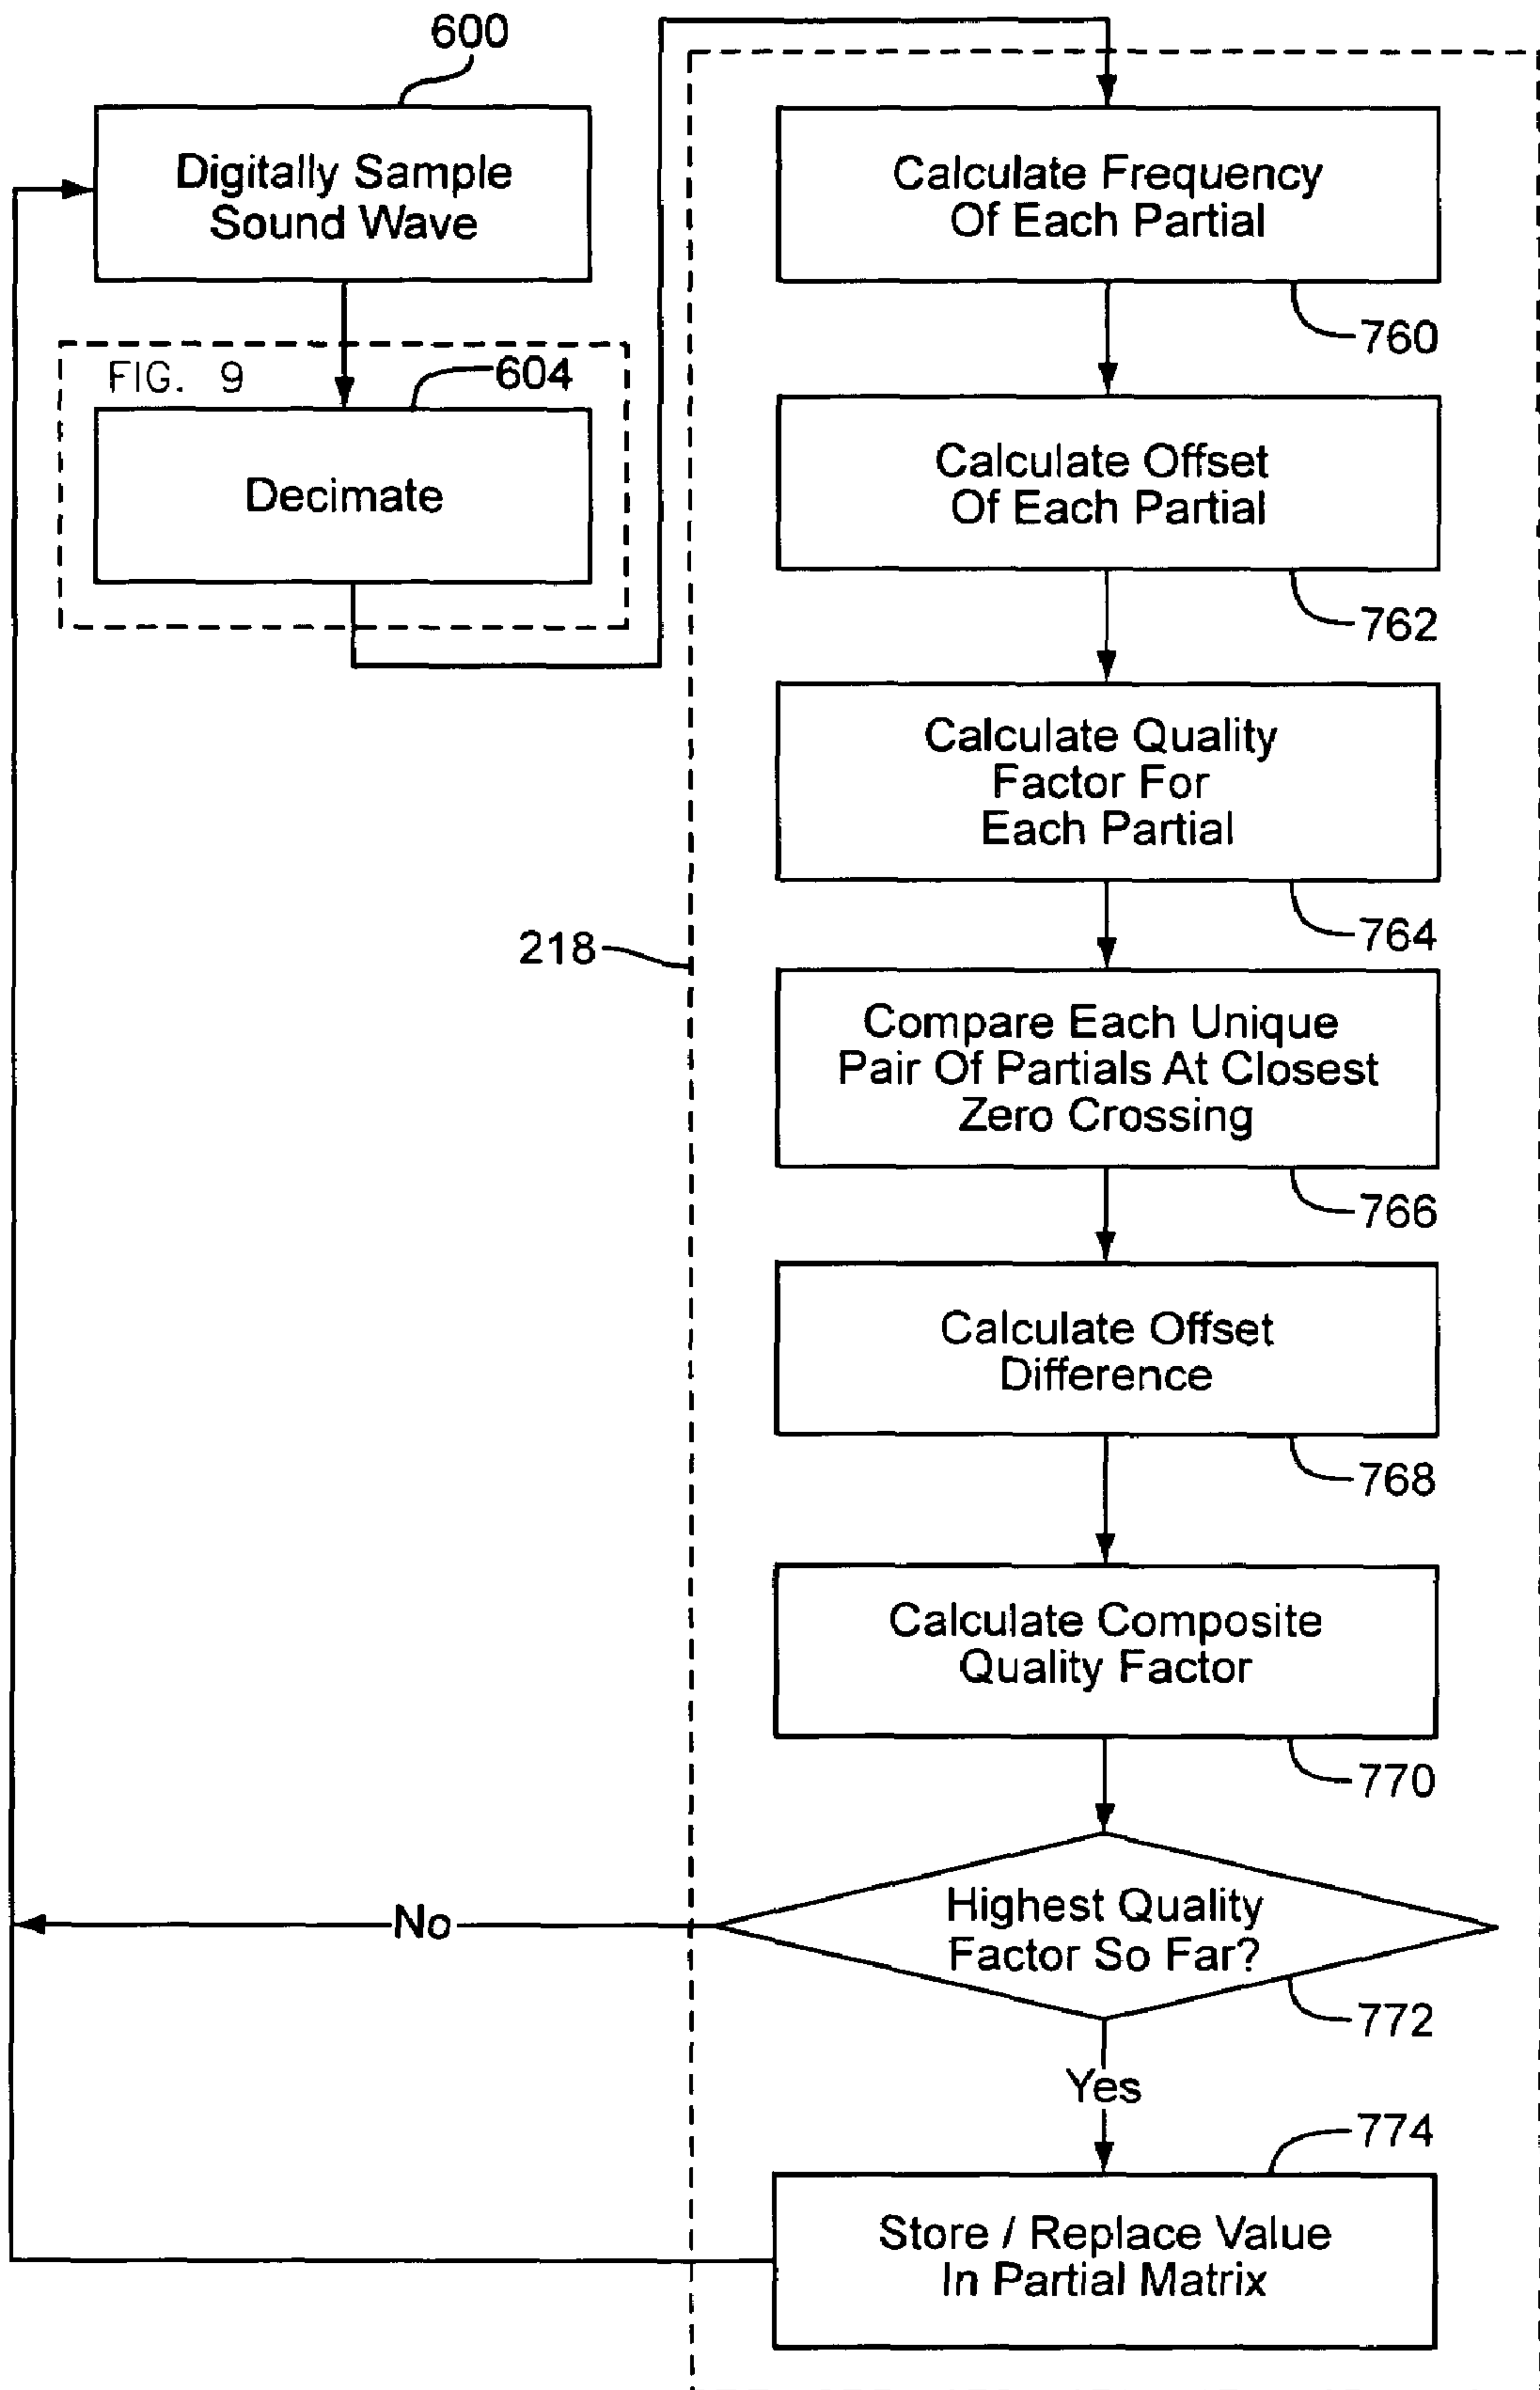 600
Digitally Sample
Sound Wave
FIG. 9
604
Decimate
Calculate Frequency
Of Each Partial
760
Calculate Offset
Of Each Partial
762
Calculate Quality
Factor For
Each Partial
764
218
Compare Each Unique
Pair Of Partials At Closest
Zero Crossing
766
Calculate Offset
Difference
768
Calculate Composite
Quality Factor
770
Highest Quality
Factor So Far?
No
772
Yes
774
Store / Replace Value
In Partial Matrix